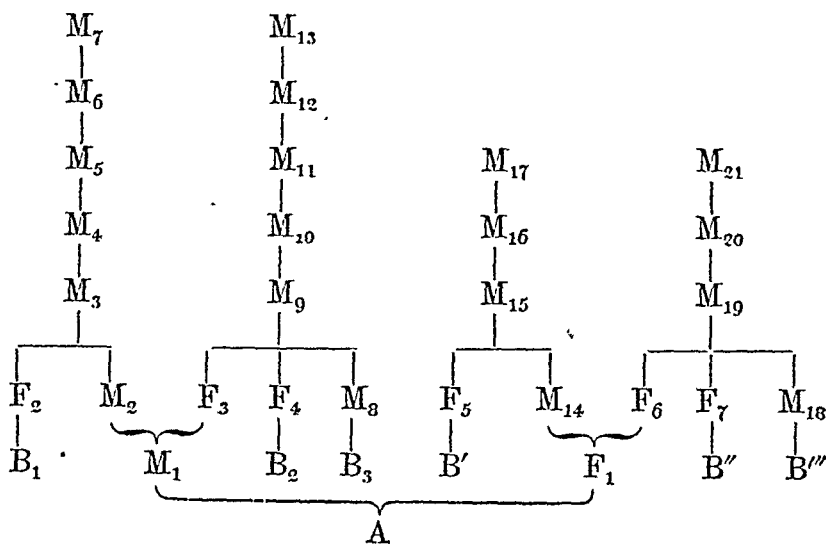 M₇ M₁₃
M₆ M₁₂
M₅ M₁₁ M₁₇ M₂₁
M₄ M₁₀ M₁₆ M₂₀
M₃ M₉ M₁₅ M₁₉
F₂ M₂ F₃ F₄ M₈ F₅ M₁₄ F₆ F₇ M₁₈
B₁ M₁ B₂ B₃ B′ F₁ B″ B‴
A